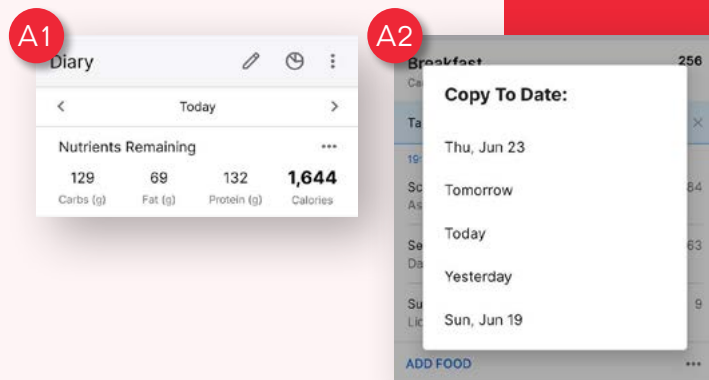 A1
Diary
Today
Nutrients Remaining
129 69 132 1,644
Carbs (g) Fat (g) Protein (g) Calories
A2
Breakfast 256
Copy To Date:
Thu, Jun 23
Tomorrow
Today
Yesterday
Sun, Jun 19
84
63
9
ADD FOOD